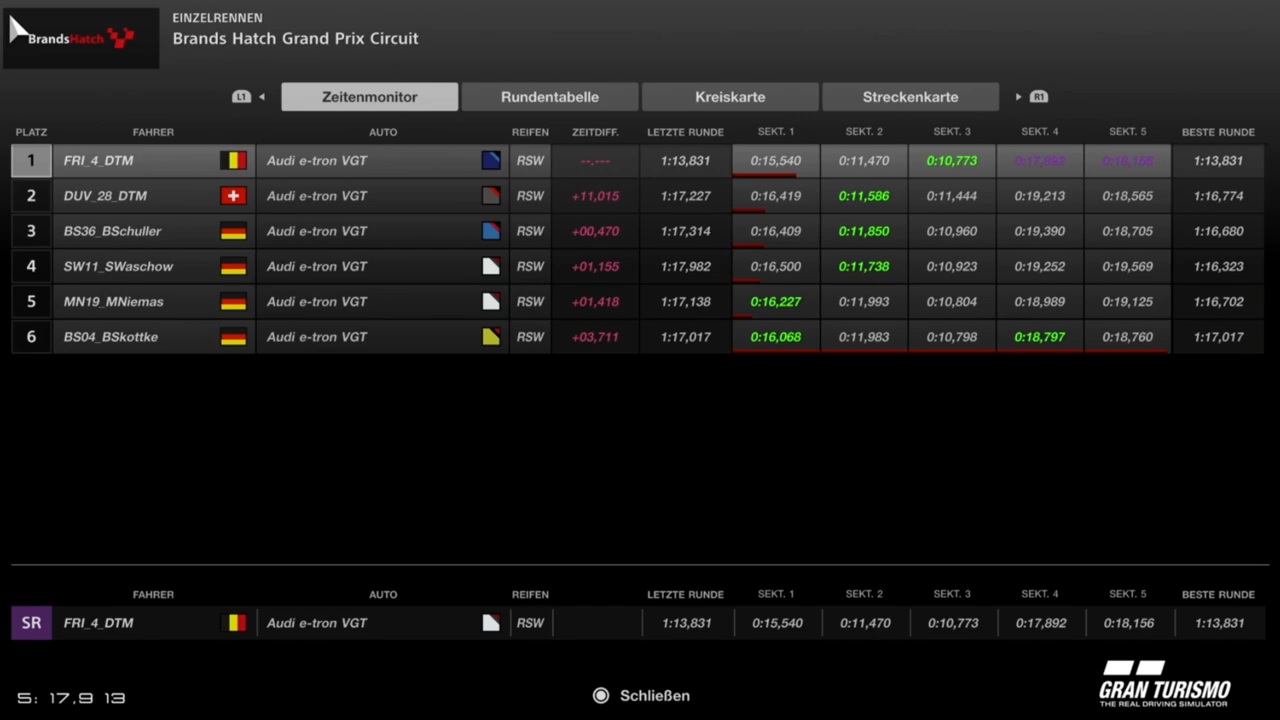 EINZELRENNEN
BrandsHatch Brands Hatch Grand Prix Circuit
L1 Zeitenmonitor Rundentabelle Kreiskarte Streckenkarte R1
PLATZ FAHRER AUTO REIFEN ZEITDIFF. LETZTE RUNDE SEKT. 1 SEKT. 2 SEKT. 3 SEKT. 4 SEKT. 5 BESTE RUNDE
1 FRI_4_DTM Audi e-tron VGT RSW --.--- 1:13,831 0:15,540 0:11,470 0:10,773 0:17,892 0:18,156 1:13,831
2 DUV_28_DTM Audi e-tron VGT RSW +11,015 1:17,227 0:16,419 0:11,586 0:11,444 0:19,213 0:18,565 1:16,774
3 BS36_BSchuller Audi e-tron VGT RSW +00,470 1:17,314 0:16,409 0:11,850 0:10,960 0:19,390 0:18,705 1:16,680
4 SW11_SWaschow Audi e-tron VGT RSW +01,155 1:17,982 0:16,500 0:11,738 0:10,923 0:19,252 0:19,569 1:16,323
5 MN19_MNiemas Audi e-tron VGT RSW +01,418 1:17,138 0:16,227 0:11,993 0:10,804 0:18,989 0:19,125 1:16,702
6 BS04_BSkottke Audi e-tron VGT RSW +03,711 1:17,017 0:16,068 0:11,983 0:10,798 0:18,797 0:18,760 1:17,017
FAHRER AUTO REIFEN LETZTE RUNDE SEKT. 1 SEKT. 2 SEKT. 3 SEKT. 4 SEKT. 5 BESTE RUNDE
SR FRI_4_DTM Audi e-tron VGT RSW 1:13,831 0:15,540 0:11,470 0:10,773 0:17,892 0:18,156 1:13,831
5: 17,9 13 Schließen GRAN TURISMO
THE REAL DRIVING SIMULATOR